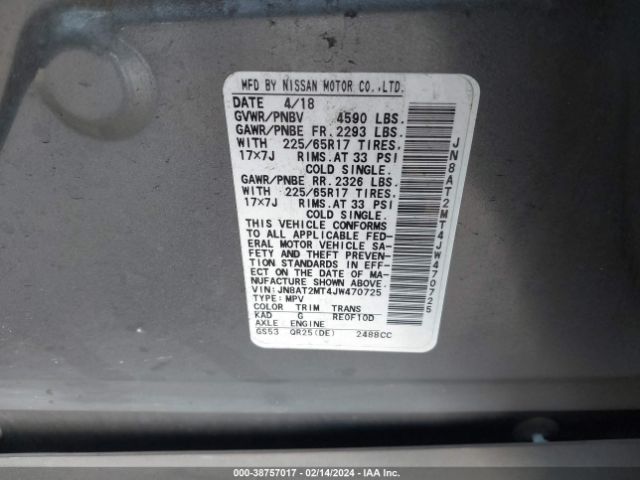 MFD BY NISSAN MOTOR CO.,LTD.
DATE 4/18
GVWR/PNBV 4590 LBS.
GAWR/PNBE FR. 2293 LBS.
WITH 225/65R17 TIRES.
17×7J RIMS.AT 33 PSI
COLD SINGLE.
GAWR/PNBE RR. 2326 LBS.
WITH 225/65R17 TIRES.
17×7J RIMS.AT 33 PSI
COLD SINGLE.
THIS VEHICLE CONFORMS
TO ALL APPLICABLE FED-
ERAL MOTOR VEHICLE SA-
FETY AND THEFT PREVEN-
TION STANDARDS IN EFF-
ECT ON THE DATE OF MA-
NUFACTURE SHOWN ABOVE.
VIN: JN8AT2MT4JW470725
TYPE: MPV
COLOR TRIM TRANS
KAD G RE0F10D
AXLE ENGINE
GS53 QR25(DE) 2488CC
JN8AT2MT4JW470725
000-38757017 - 02/14/2024 - IAA Inc.